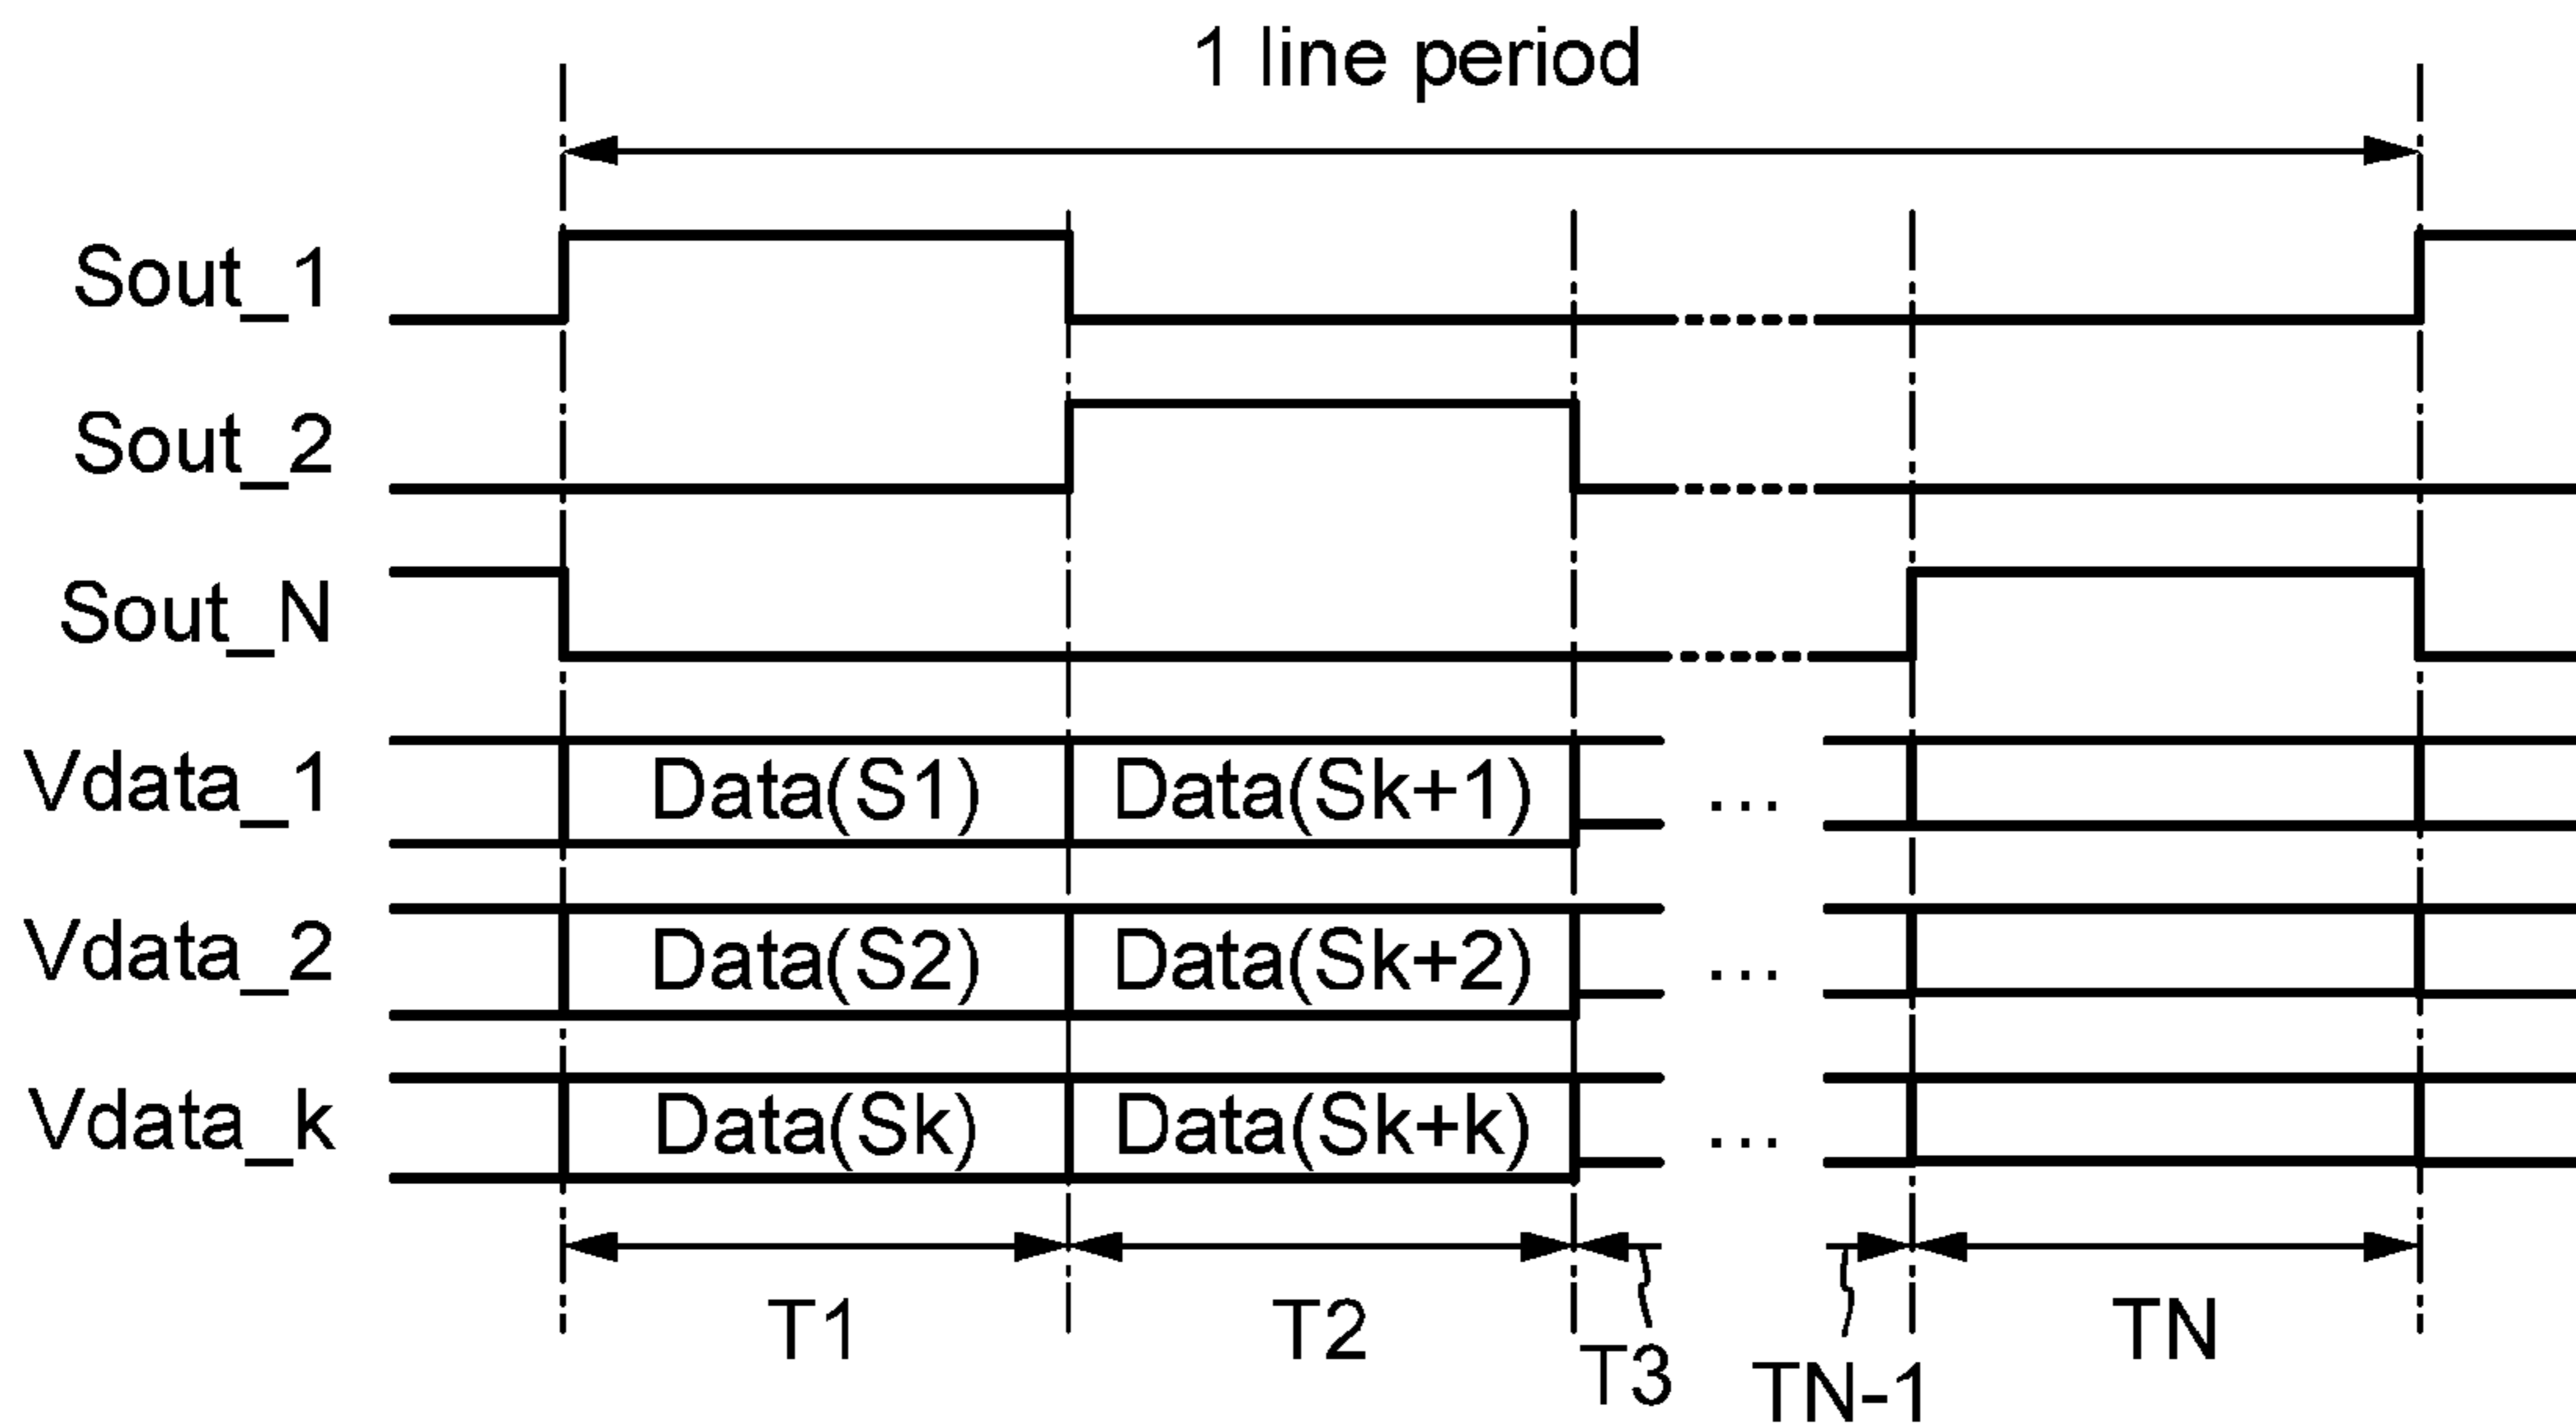 1 line period
Sout_1
Sout_2
Sout_N
Vdata_1 Data(S1) Data(Sk+1) ...
Vdata_2 Data(S2) Data(Sk+2) ...
Vdata_k Data(Sk) Data(Sk+k) ...
T1 T2 T3 TN-1 TN